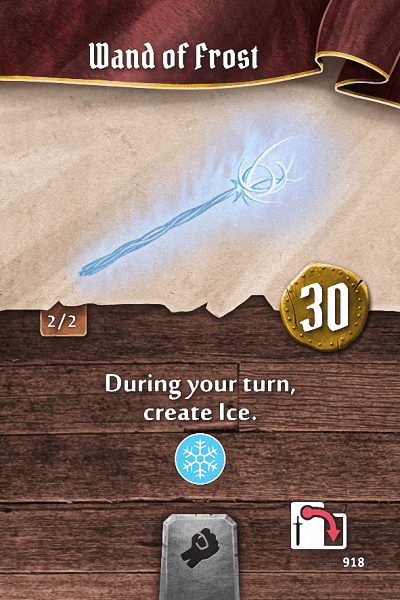 Wand of Frost
2/2
30
During your turn,
create Ice.
918